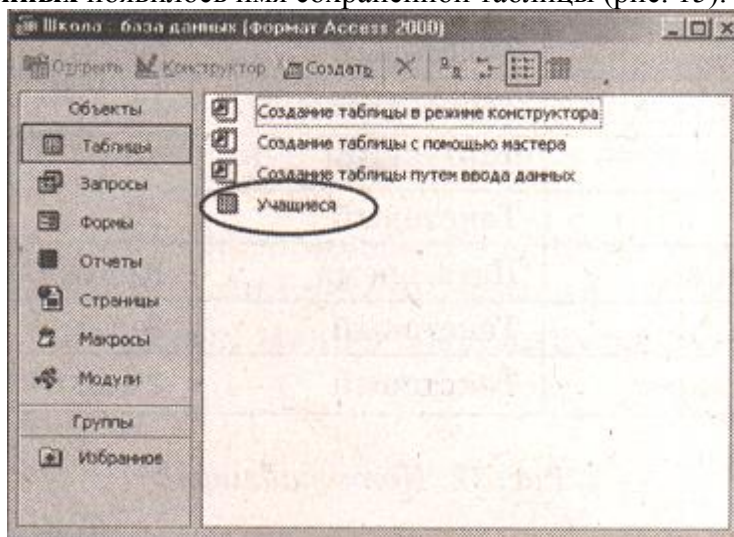 нных появилось имя сохраненной таблицы (рис. 13).
Школа - база данных (формат Access 2000)
Открыть Конструктор Создать
Объекты
Таблицы
Запросы
Формы
Отчеты
Страницы
Макросы
Модули
Группы
Избранное
Создание таблицы в режиме конструктора
Создание таблицы с помощью мастера
Создание таблицы путем ввода данных
Учащиеся